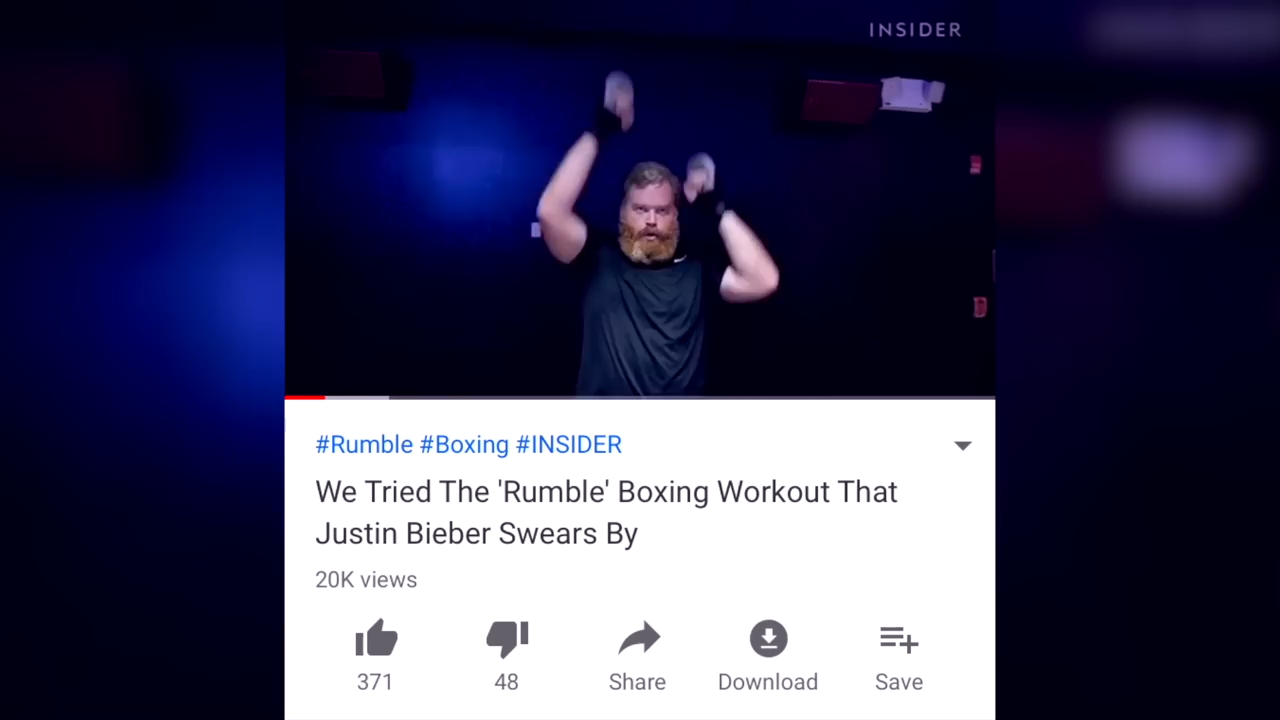 INSIDER
#Rumble #Boxing #INSIDER
We Tried The 'Rumble' Boxing Workout That
Justin Bieber Swears By
20K views
371
48
Share
Download
Save